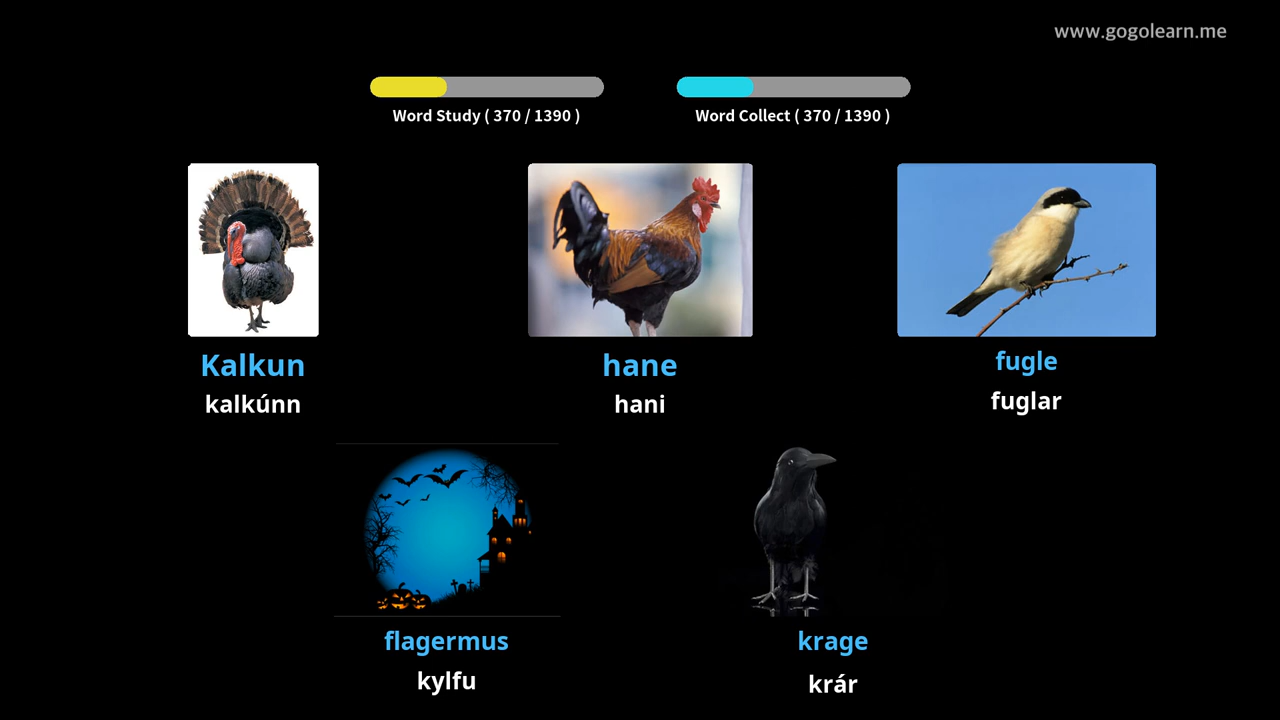 www.gogolearn.me
Word Study ( 370 / 1390 )
Word Collect ( 370 / 1390 )
Kalkun
kalkúnn
hane
hani
fugle
fuglar
flagermus
kylfu
krage
krár